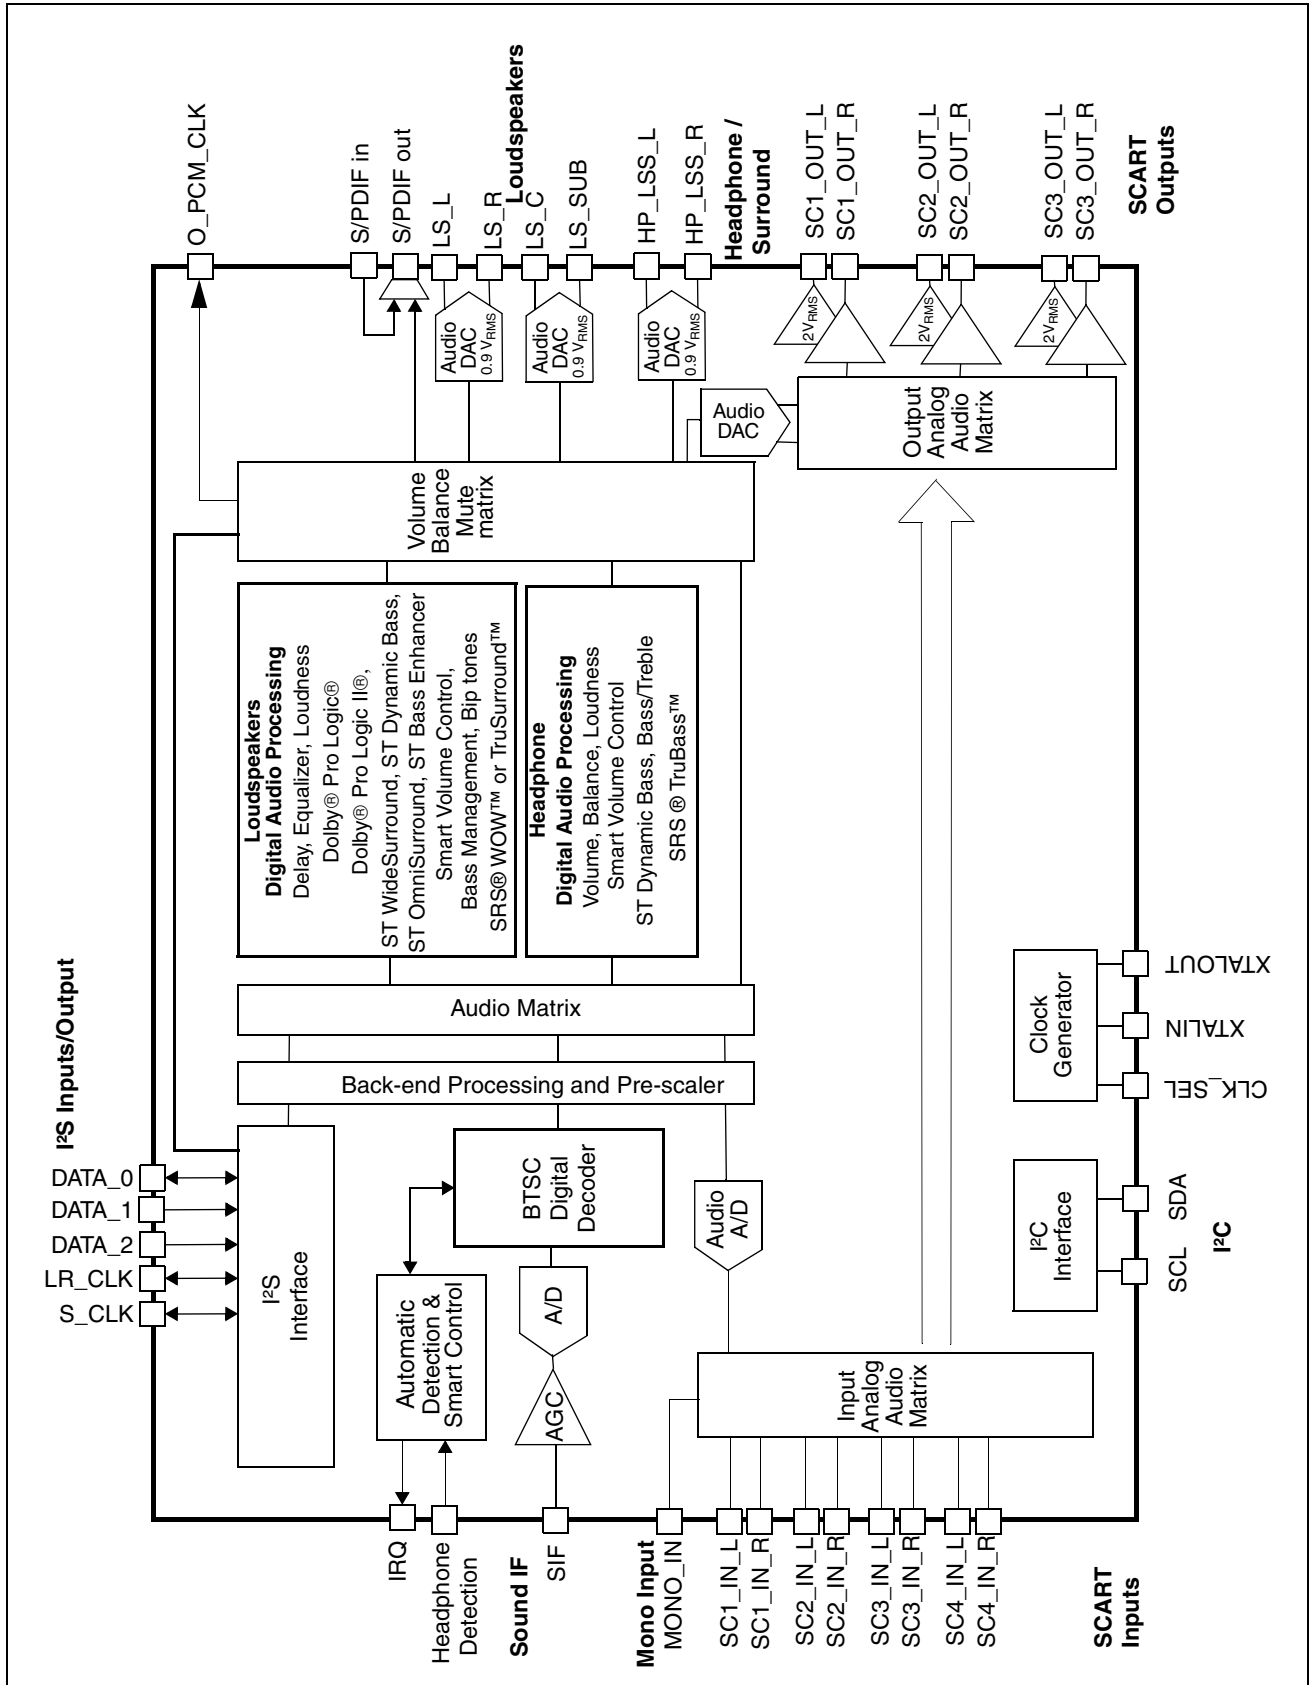 I²S Inputs/Output
DATA_0
DATA_1
DATA_2
LR_CLK
S_CLK
I²S
Interface
IRQ
Headphone
Detection
Automatic
Detection &
Smart Control
Sound IF
SIF
AGC
A/D
BTSC
Digital
Decoder
Mono Input
MONO_IN
SC1_IN_L
SC1_IN_R
SC2_IN_L
SC2_IN_R
SC3_IN_L
SC3_IN_R
SC4_IN_L
SC4_IN_R
SCART
Inputs
Input
Analog
Audio
Matrix
Audio
A/D
Back-end Processing and Pre-scaler
Audio Matrix
Loudspeakers
Digital Audio Processing
Delay, Equalizer, Loudness
Dolby® Pro Logic®
Dolby® Pro Logic II®,
ST WideSurround, ST Dynamic Bass,
ST OmniSurround, ST Bass Enhancer
Smart Volume Control,
Bass Management, Bip tones
SRS® WOW™ or TruSurround™
Headphone
Digital Audio Processing
Volume, Balance, Loudness
Smart Volume Control
ST Dynamic Bass, Bass/Treble
SRS ® TruBass™
Volume
Balance
Mute
matrix
Audio
DAC
0.9 VRMS
Audio
DAC
0.9 VRMS
Audio
DAC
0.9 VRMS
Audio
DAC
Output
Analog
Audio
Matrix
2VRMS
2VRMS
2VRMS
O_PCM_CLK
S/PDIF in
S/PDIF out
LS_L
LS_R
Loudspeakers
LS_C
LS_SUB
HP_LSS_L
HP_LSS_R
Headphone /
Surround
SC1_OUT_L
SC1_OUT_R
SC2_OUT_L
SC2_OUT_R
SC3_OUT_L
SC3_OUT_R
SCART
Outputs
I²C
Interface
SCL
SDA
I²C
Clock
Generator
CLK_SEL
XTALIN
XTALOUT